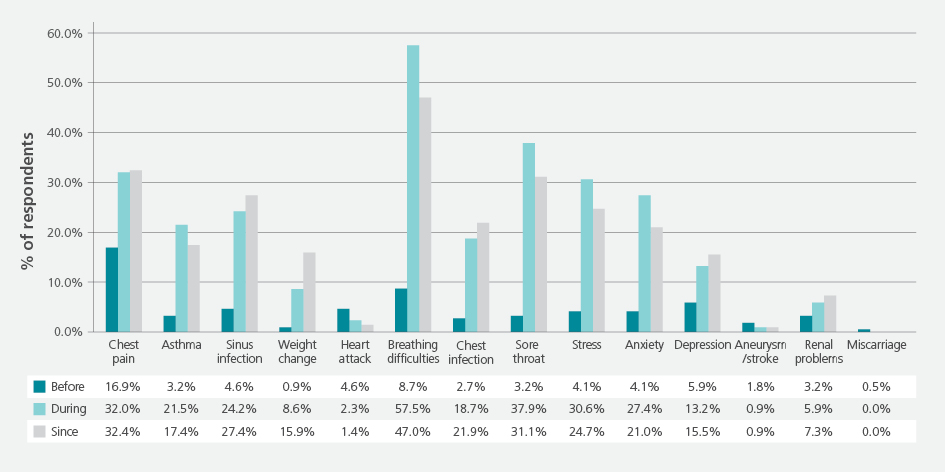 60.0%
50.0%
40.0%
30.0%
20.0%
10.0%
0.0%
% of respondents
Chest pain
Asthma
Sinus infection
Weight change
Heart attack
Breathing difficulties
Chest infection
Sore throat
Stress
Anxiety
Depression
Aneurysm /stroke
Renal problems
Miscarriage
Before 16.9% 3.2% 4.6% 0.9% 4.6% 8.7% 2.7% 3.2% 4.1% 4.1% 5.9% 1.8% 3.2% 0.5%
During 32.0% 21.5% 24.2% 8.6% 2.3% 57.5% 18.7% 37.9% 30.6% 27.4% 13.2% 0.9% 5.9% 0.0%
Since 32.4% 17.4% 27.4% 15.9% 1.4% 47.0% 21.9% 31.1% 24.7% 21.0% 15.5% 0.9% 7.3% 0.0%